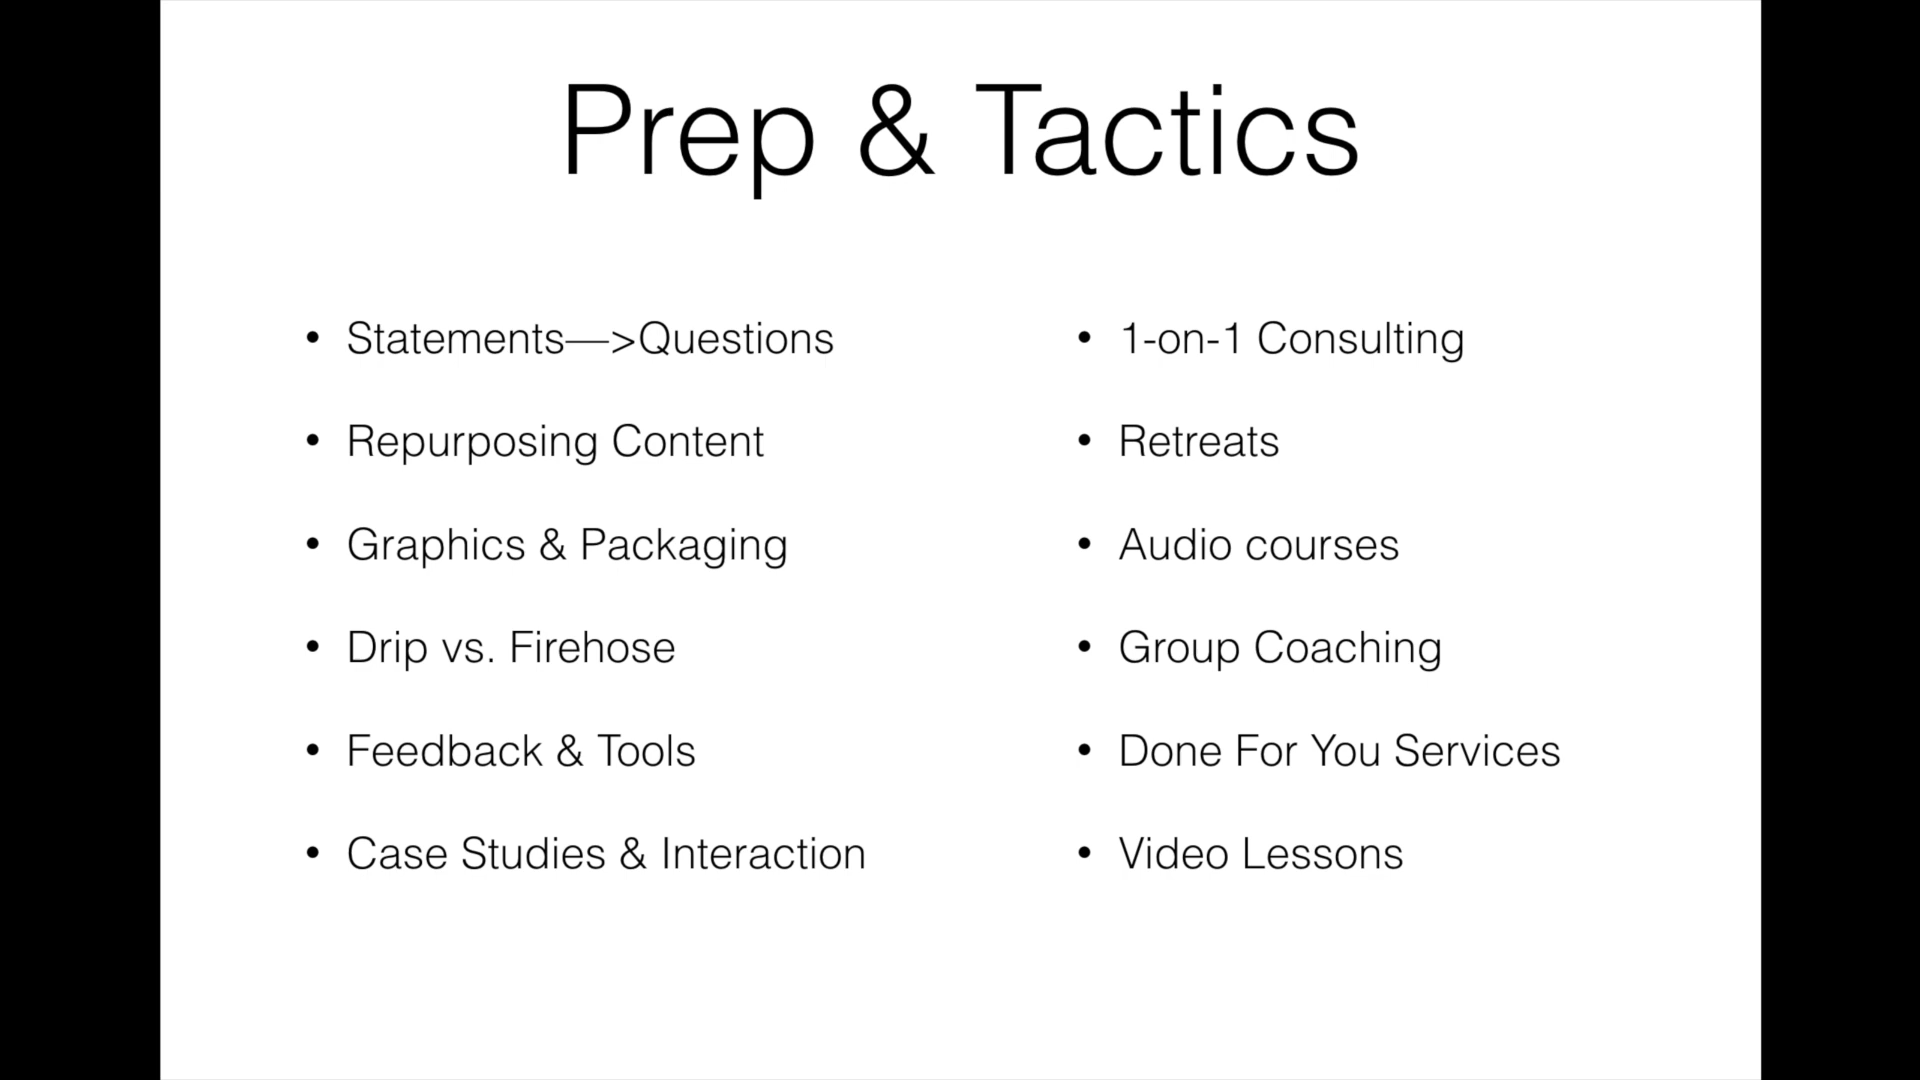 Prep & Tactics
• Statements—>Questions
• Repurposing Content
• Graphics & Packaging
• Drip vs. Firehose
• Feedback & Tools
• Case Studies & Interaction
• 1-on-1 Consulting
• Retreats
• Audio courses
• Group Coaching
• Done For You Services
• Video Lessons